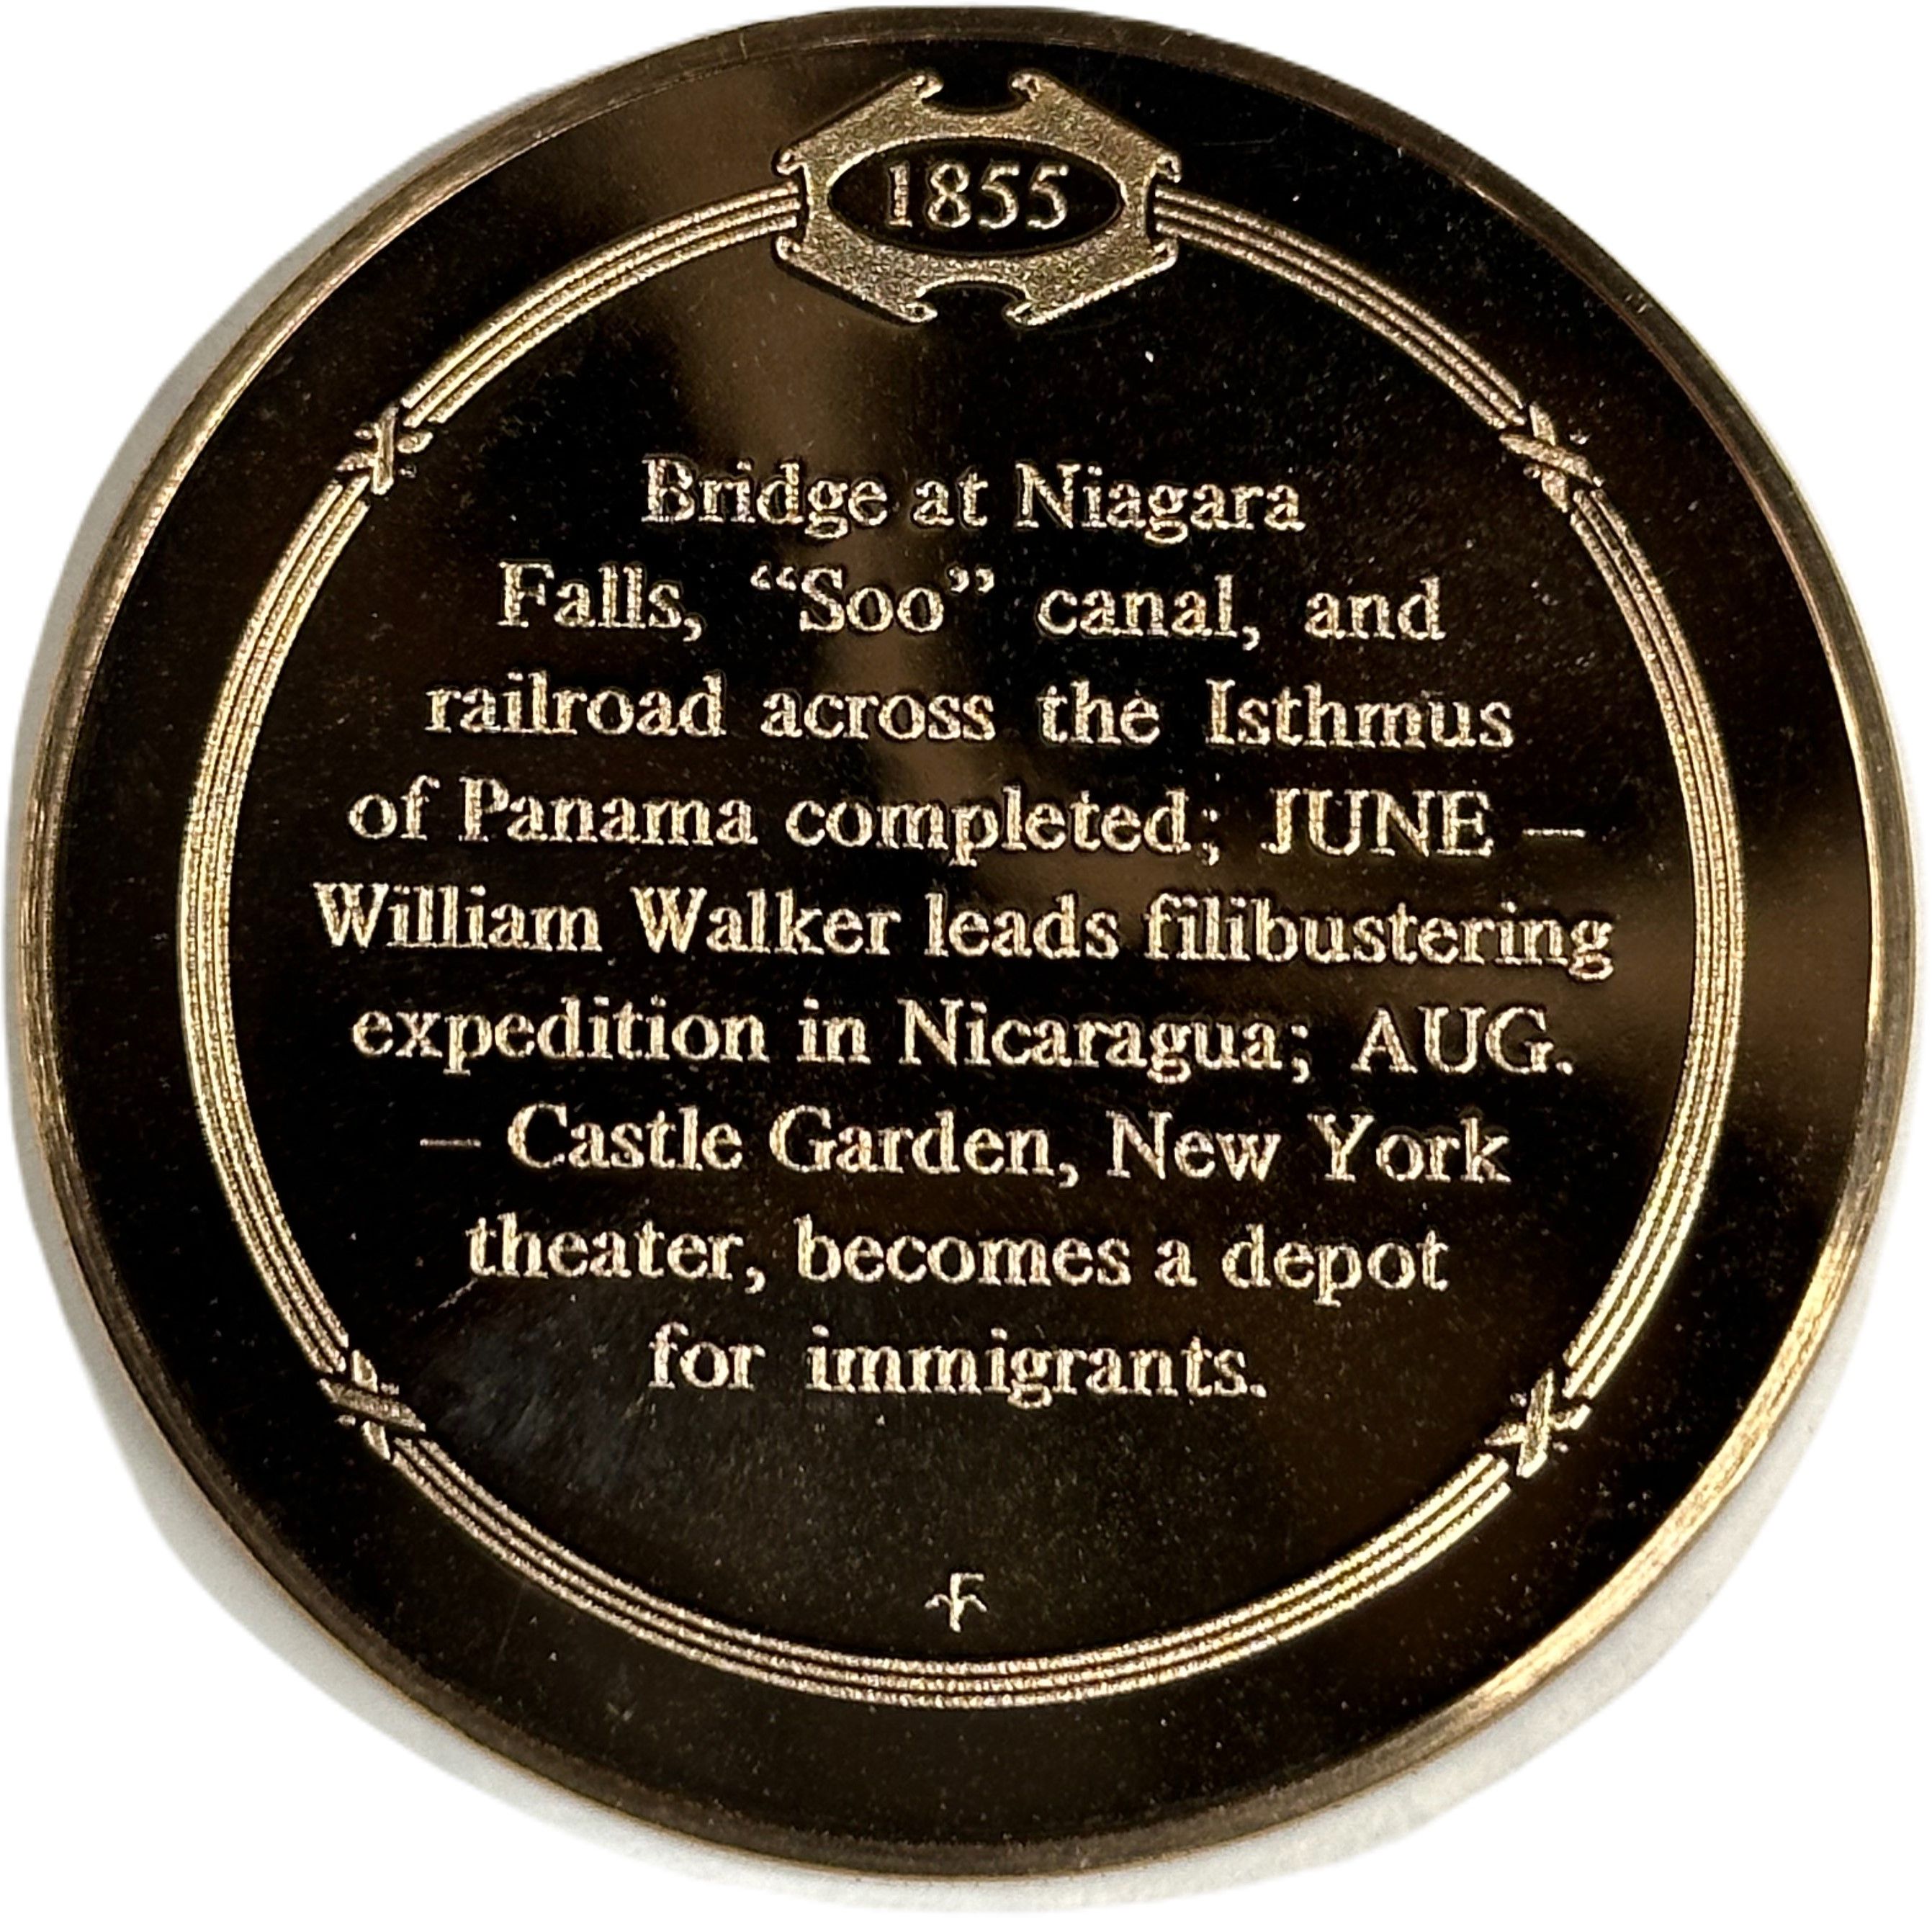 1855
Bridge at Niagara
Falls, “Soo” canal, and
railroad across the Isthmus
of Panama completed; JUNE –
William Walker leads filibustering
expedition in Nicaragua; AUG.
– Castle Garden, New York
theater, becomes a depot
for immigrants.